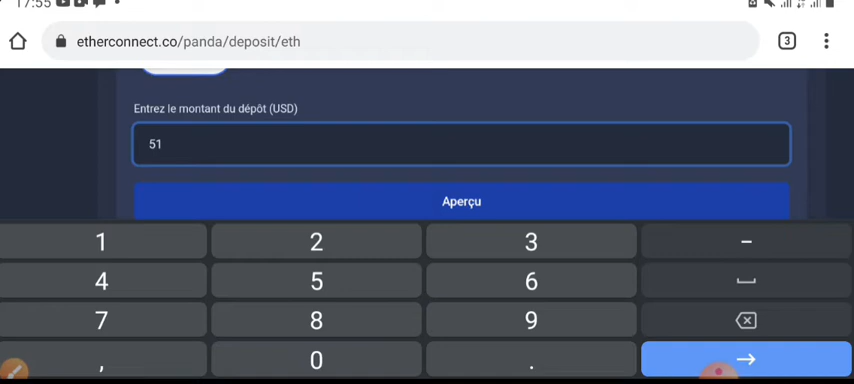 17:55
etherconnect.co/panda/deposit/eth
3
Entrez le montant du dépôt (USD)
51
Aperçu
1 2 3 -
4 5 6
7 8 9
, 0 .